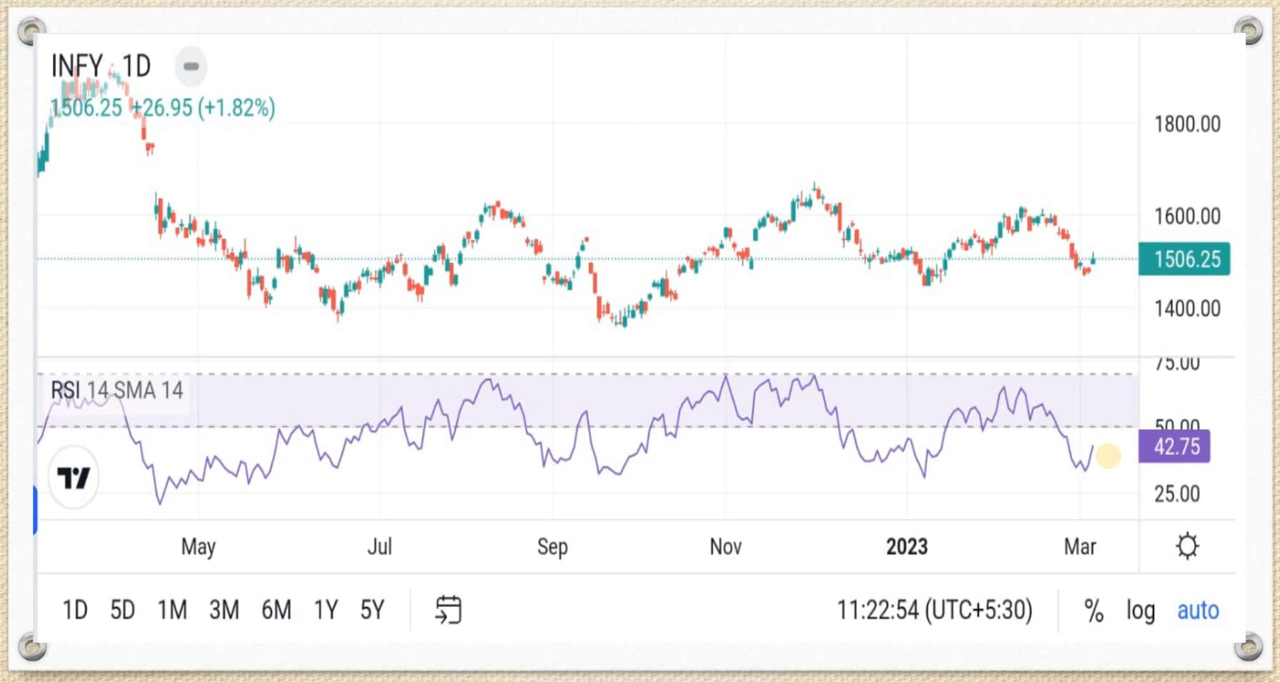 INFY · 1D
1506.25 +26.95 (+1.82%)
1800.00
1600.00
1506.25
1400.00
RSI 14 SMA 14
75.00
50.00
42.75
25.00
May Jul Sep Nov 2023 Mar
1D 5D 1M 3M 6M 1Y 5Y 11:22:54 (UTC+5:30) % log auto